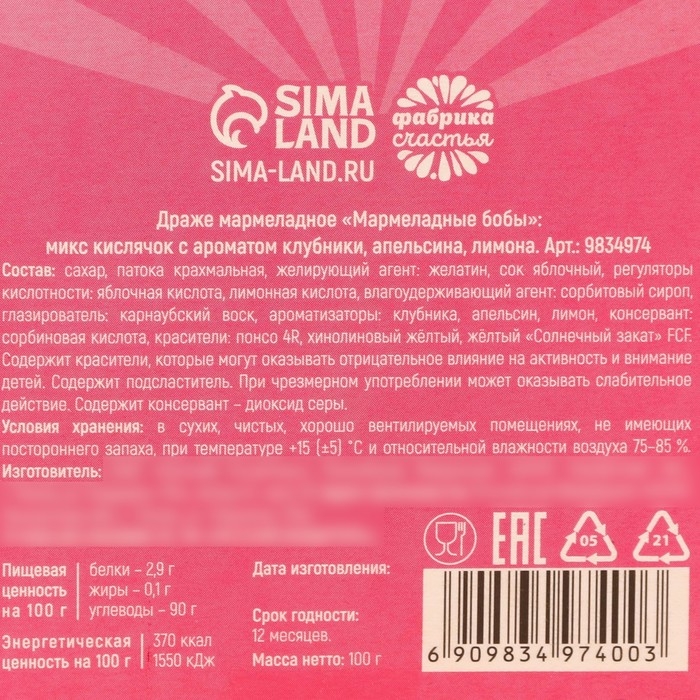 SIMA
LAND
SIMA-LAND.RU
фабрика
счастья
Драже мармеладное «Мармеладные бобы»:
микс кислячок с ароматом клубники, апельсина, лимона. Арт.: 9834974
Состав: сахар, патока крахмальная, желирующий агент: желатин, сок яблочный, регуляторы
кислотности: яблочная кислота, лимонная кислота, влагоудерживающий агент: сорбитовый сироп,
глазирователь: карнаубский воск, ароматизаторы: клубника, апельсин, лимон, консервант:
сорбиновая кислота, красители: понсо 4R, хинолиновый жёлтый, жёлтый «Солнечный закат» FCF.
Содержит красители, которые могут оказывать отрицательное влияние на активность и внимание
детей. Содержит подсластитель. При чрезмерном употреблении может оказывать слабительное
действие. Содержит консервант – диоксид серы.
Условия хранения: в сухих, чистых, хорошо вентилируемых помещениях, не имеющих
постороннего запаха, при температуре +15 (±5) °С и относительной влажности воздуха 75–85 %.
Изготовитель:
EAC
05
21
Пищевая ценность на 100 г
белки – 2,9 г
жиры – 0,1 г
углеводы – 90 г
Энергетическая ценность на 100 г
370 ккал
1550 кДж
Дата изготовления:
Срок годности:
12 месяцев.
Масса нетто: 100 г
6 909834 974003